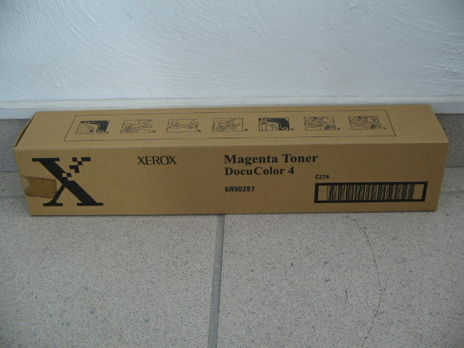 XEROX
Magenta Toner
DocuColor 4
6R90287
C274